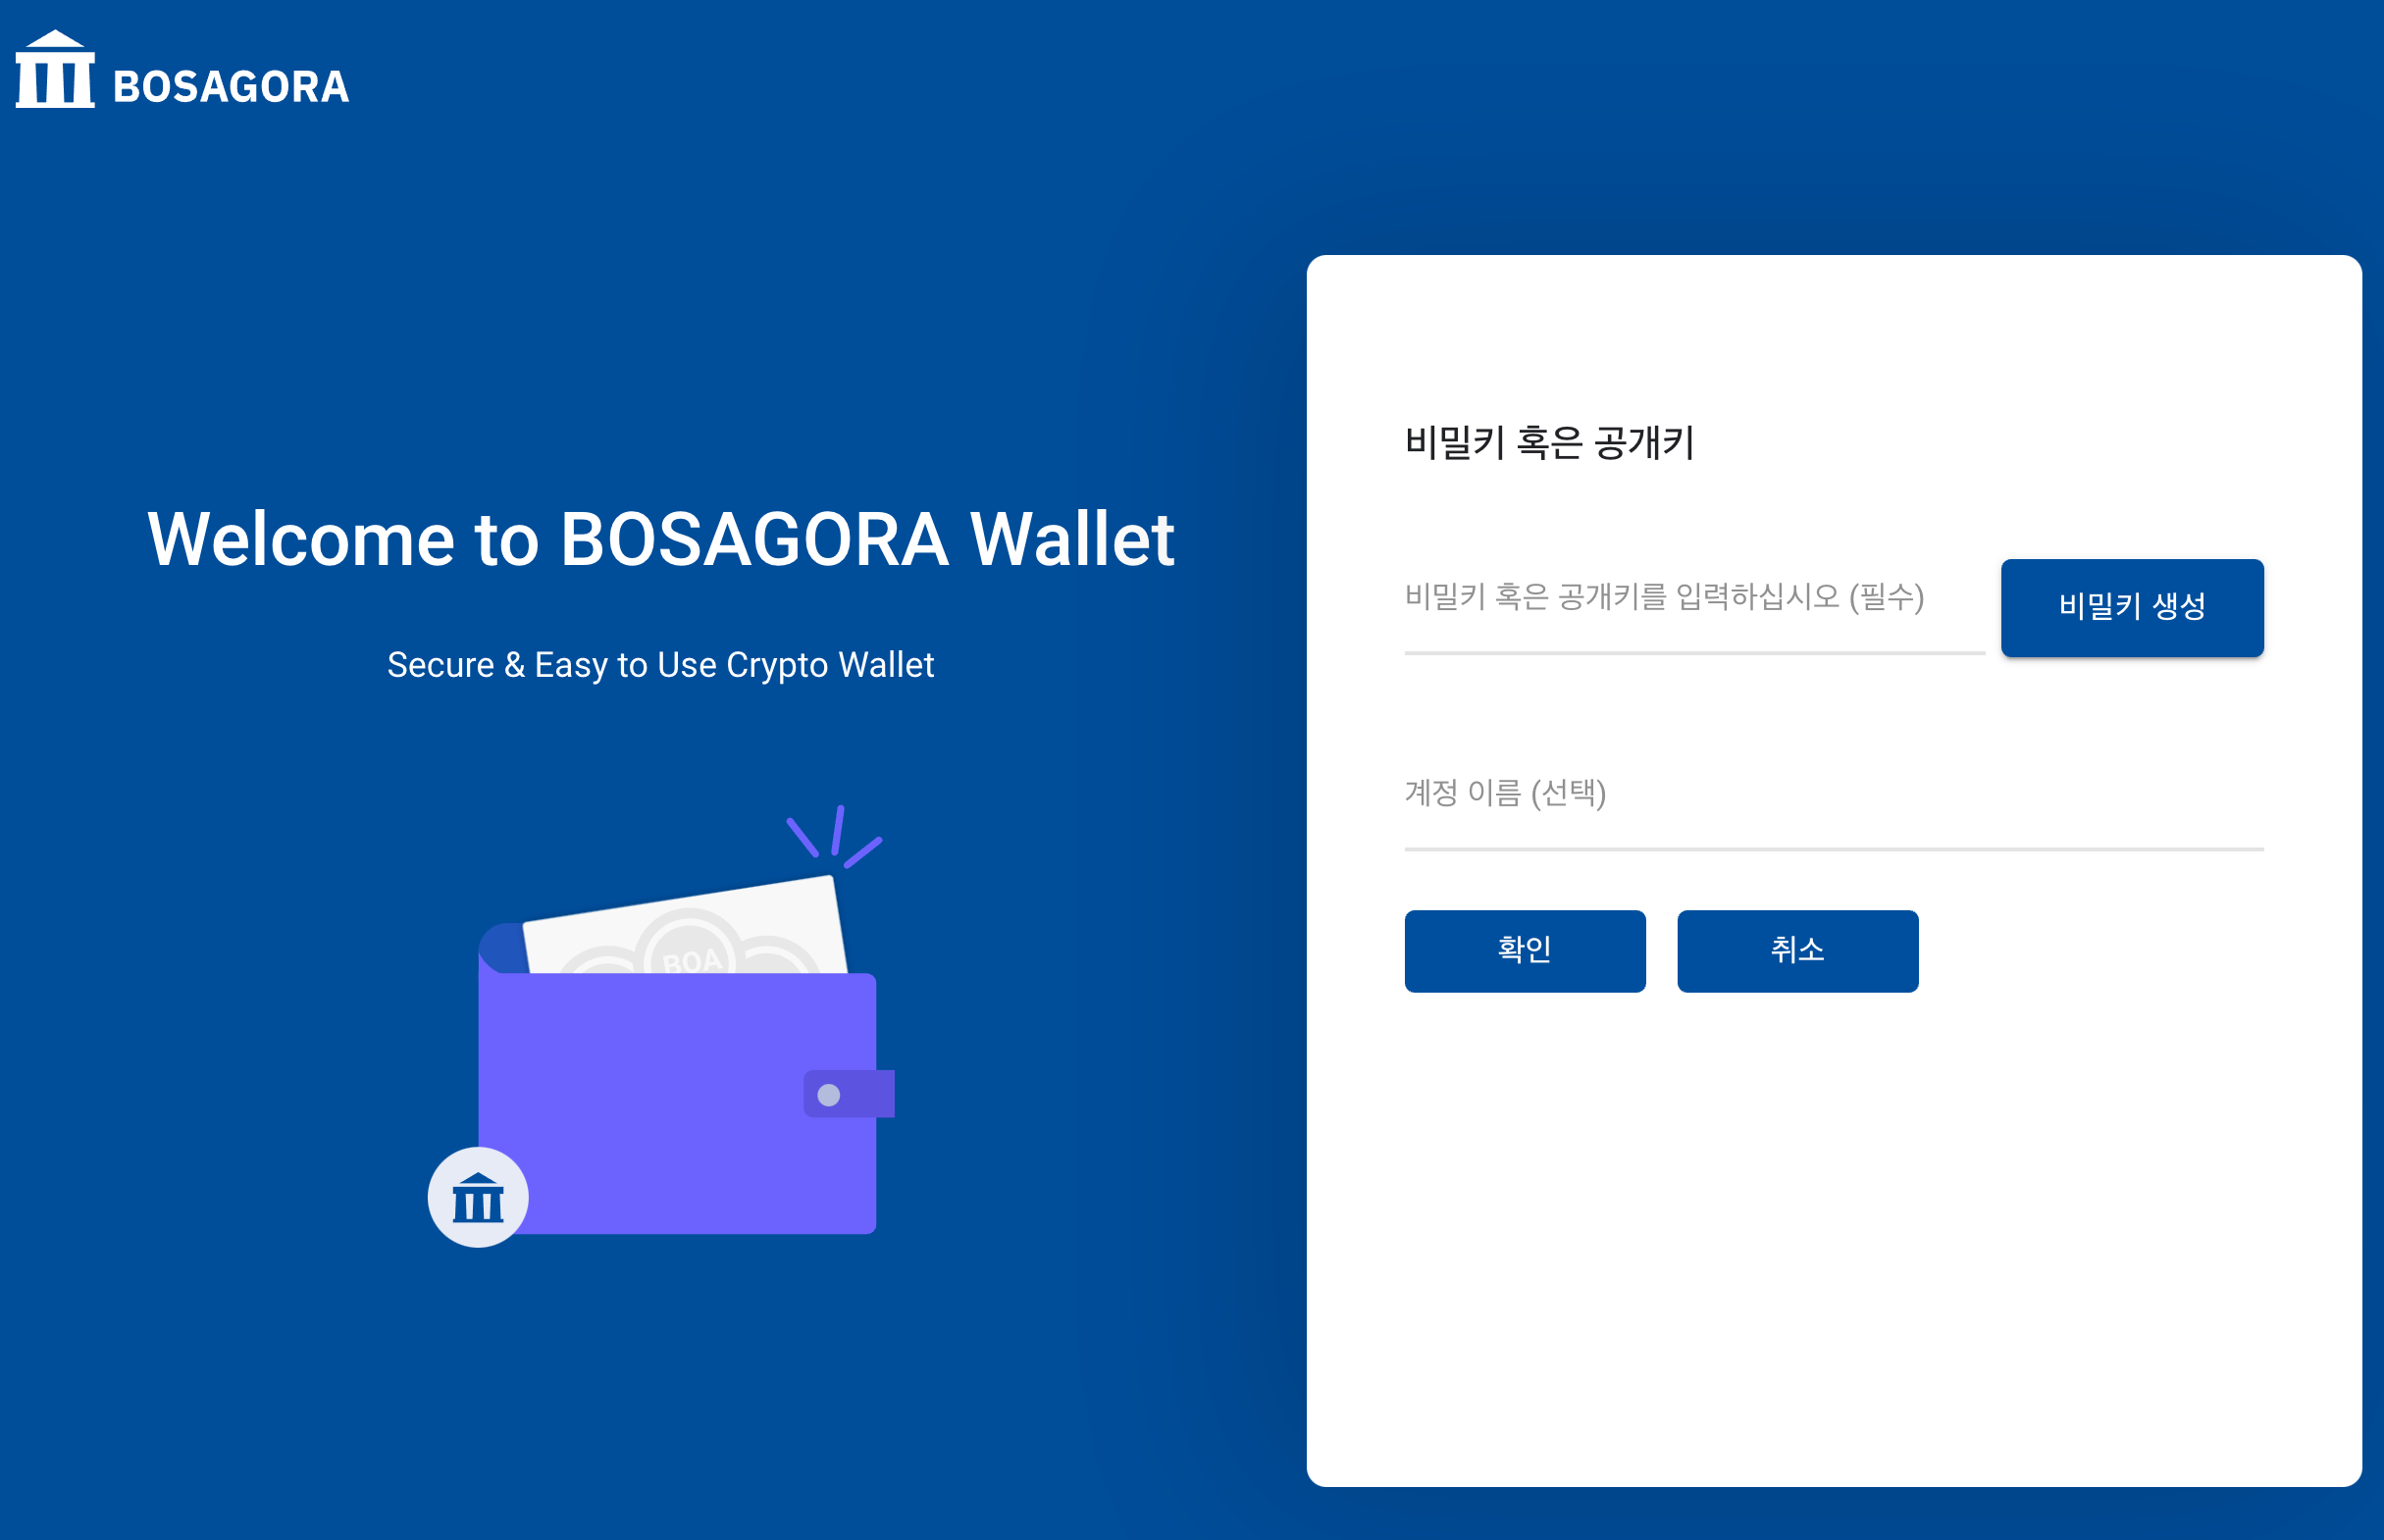 BOSAGORA
Welcome to BOSAGORA Wallet
Secure & Easy to Use Crypto Wallet
BOA
비밀키 혹은 공개키
비밀키 혹은 공개키를 입력하십시오 (필수)
비밀키 생성
계정 이름 (선택)
확인
취소